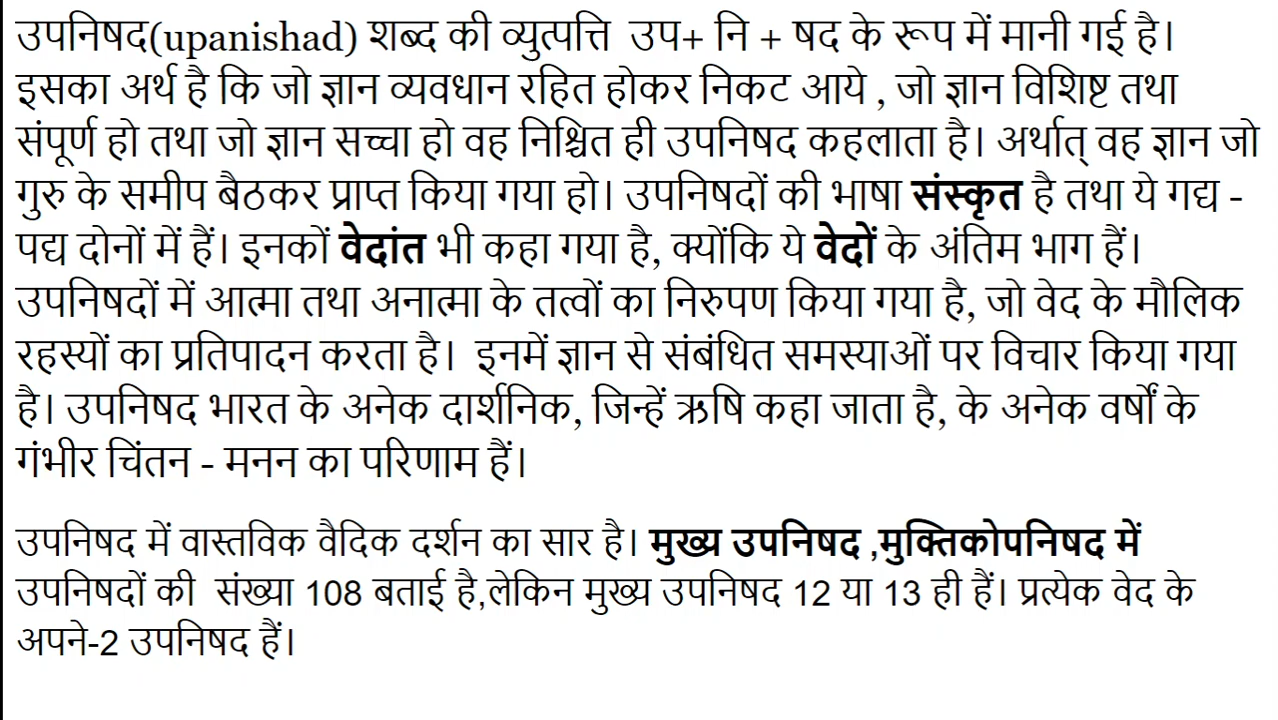 उपनिषद(upanishad) शब्द की व्युत्पत्ति उप+ नि + षद के रूप में मानी गई है।
इसका अर्थ है कि जो ज्ञान व्यवधान रहित होकर निकट आये , जो ज्ञान विशिष्ट तथा
संपूर्ण हो तथा जो ज्ञान सच्चा हो वह निश्चित ही उपनिषद कहलाता है। अर्थात् वह ज्ञान जो
गुरु के समीप बैठकर प्राप्त किया गया हो। उपनिषदों की भाषा संस्कृत है तथा ये गद्य -
पद्य दोनों में हैं। इनकों वेदांत भी कहा गया है, क्योंकि ये वेदों के अंतिम भाग हैं।
उपनिषदों में आत्मा तथा अनात्मा के तत्वों का निरुपण किया गया है, जो वेद के मौलिक
रहस्यों का प्रतिपादन करता है। इनमें ज्ञान से संबंधित समस्याओं पर विचार किया गया
है। उपनिषद भारत के अनेक दार्शनिक, जिन्हें ऋषि कहा जाता है, के अनेक वर्षों के
गंभीर चिंतन - मनन का परिणाम हैं।
उपनिषद में वास्तविक वैदिक दर्शन का सार है। मुख्य उपनिषद ,मुक्तिकोपनिषद में
उपनिषदों की संख्या 108 बताई है,लेकिन मुख्य उपनिषद 12 या 13 ही हैं। प्रत्येक वेद के
अपने-2 उपनिषद हैं।